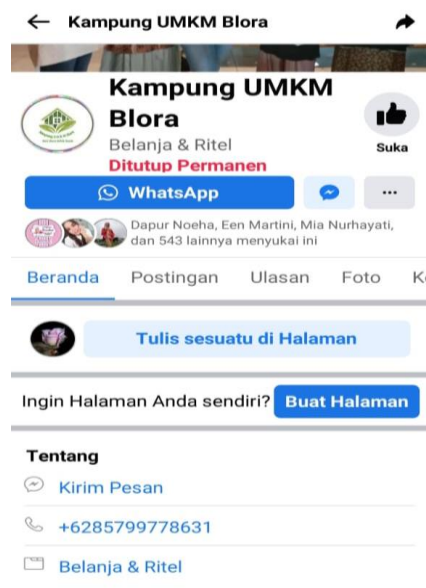 Kampung UMKM Blora
Kampung UMKM
Blora
Belanja & Ritel
Ditutup Permanen
Suka
WhatsApp
Dapur Noeha, Een Martini, Mia Nurhayati,
dan 543 lainnya menyukai ini
Beranda Postingan Ulasan Foto K
Tulis sesuatu di Halaman
Ingin Halaman Anda sendiri? Buat Halaman
Tentang
Kirim Pesan
+6285799778631
Belanja & Ritel